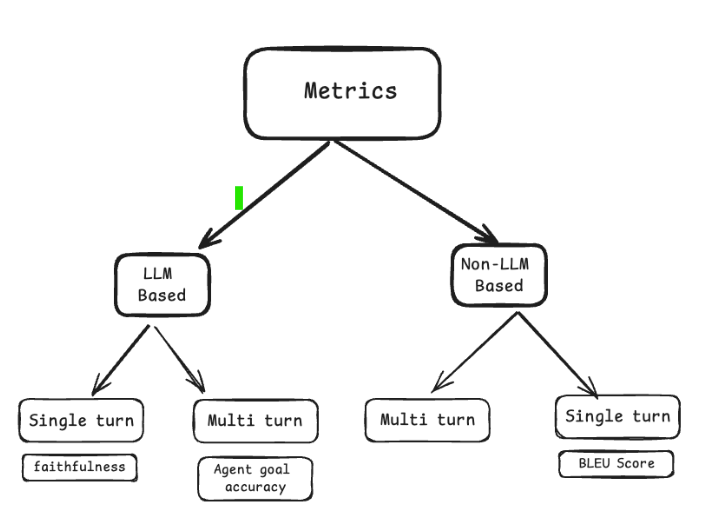 Metrics
LLM
Based
Non-LLM
Based
Single turn
Multi turn
Multi turn
Single turn
faithfulness
Agent goal
accuracy
BLEU Score